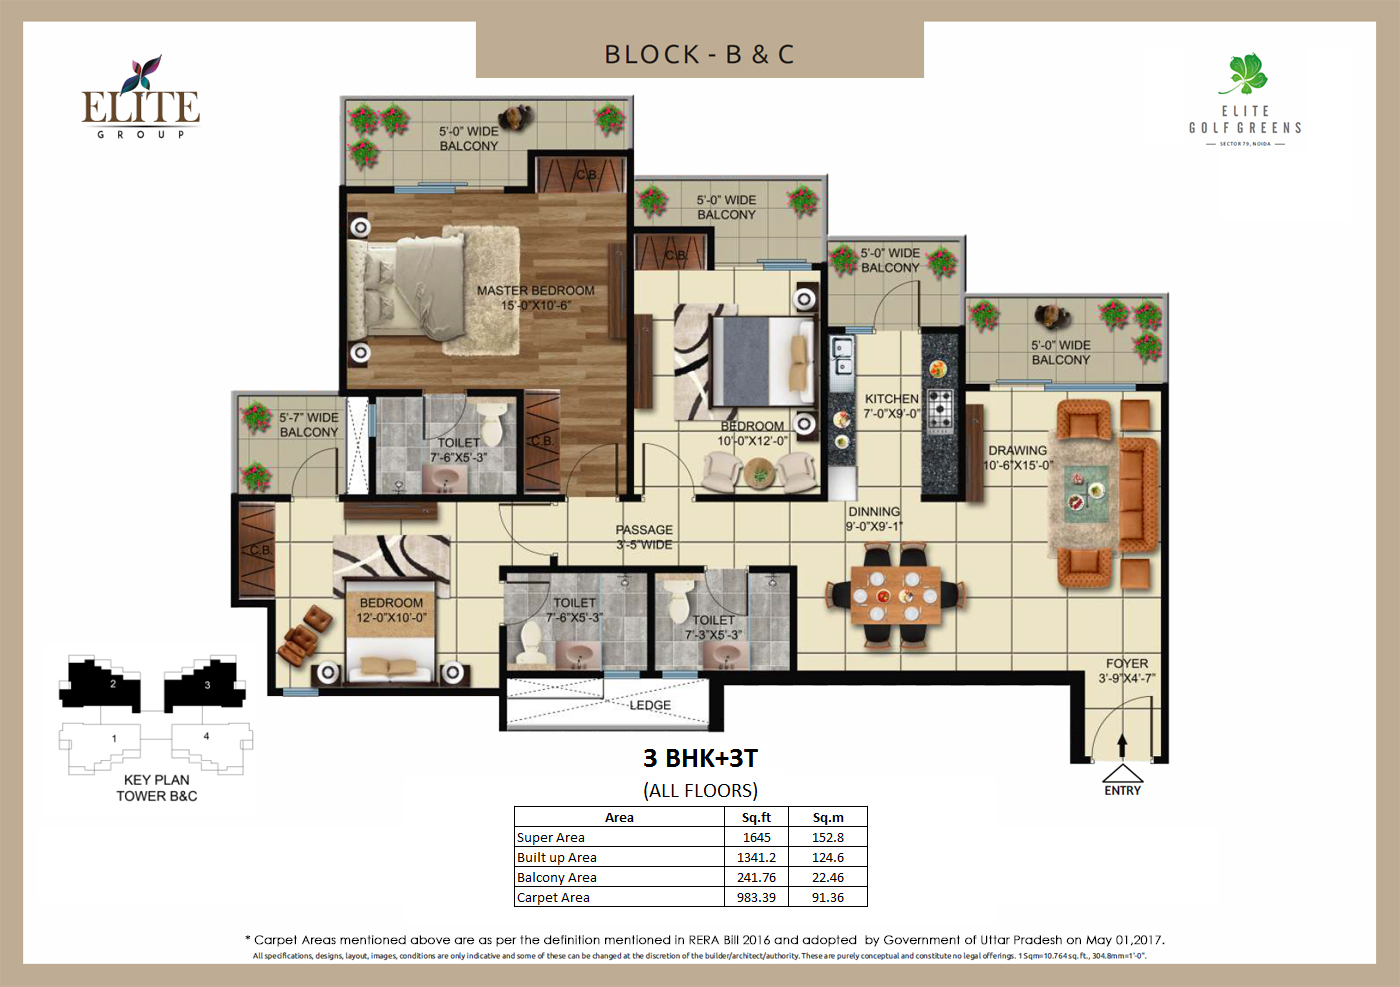 BLOCK - B & C
ELITE
GROUP
ELITE
GOLF GREENS
SECTOR 79, NOIDA
5'-0" WIDE
BALCONY
C.B.
5'-0" WIDE
BALCONY
C.B.
5'-0" WIDE
BALCONY
MASTER BEDROOM
15'-0"X10'-6"
5'-0" WIDE
BALCONY
5'-7" WIDE
BALCONY
TOILET
7'-6"X5'-3"
C.B.
BEDROOM
10'-0"X12'-0"
KITCHEN
7'-0"X9'-0"
DRAWING
10'-6"X15'-0"
C.B.
PASSAGE
3'-5"WIDE
DINNING
9'-0"X9'-1"
BEDROOM
12'-0"X10'-0"
TOILET
7'-6"X5'-3"
TOILET
7'-3"X5'-3"
FOYER
3'-9"X4'-7"
LEDGE
ENTRY
2
3
1
4
KEY PLAN
TOWER B&C
3 BHK+3T
(ALL FLOORS)
Area Sq.ft Sq.m
Super Area 1645 152.8
Built up Area 1341.2 124.6
Balcony Area 241.76 22.46
Carpet Area 983.39 91.36
* Carpet Areas mentioned above are as per the definition mentioned in RERA Bill 2016 and adopted by Government of Uttar Pradesh on May 01,2017.
All specifications, designs, layout, images, conditions are only indicative and some of these can be changed at the discretion of the builder/architect/authority. These are purely conceptual and constitute no legal offerings. 1 Sqm=10.764 sq. ft., 304.8mm=1'-0".